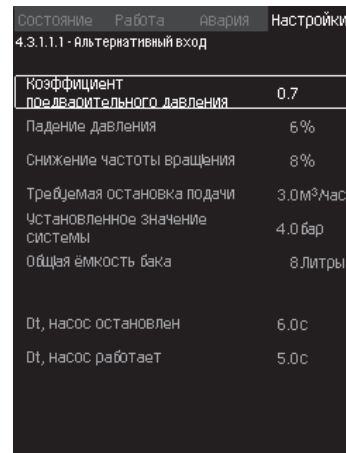 Состояние Работа Авария Настройки
4.3.1.1.1 - Альтернативный вход
Коэффициент
предварительного давления 0.7
Падение давления 6%
Снижение частоты вращения 8%
Требуемая остановка подачи 3.0м³/час
Установленное значение
системы 4.0 бар
Общая ёмкость бака 8Литры
Dt, насос остановлен 6.0с
Dt, насос работает 5.0с